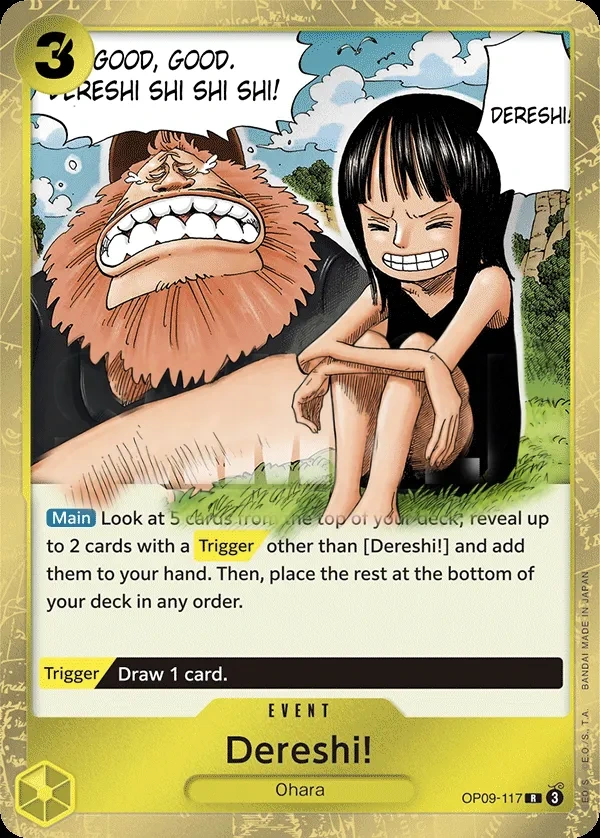 3
GOOD, GOOD.
DERESHI SHI SHI SHI!
DERESHI!
Main Look at 5 cards from the top of your deck; reveal up
to 2 cards with a Trigger other than [Dereshi!] and add
them to your hand. Then, place the rest at the bottom of
your deck in any order.
Trigger Draw 1 card.
EVENT
Dereshi!
Ohara
OP09-117 R 3
BANDAI MADE IN JAPAN